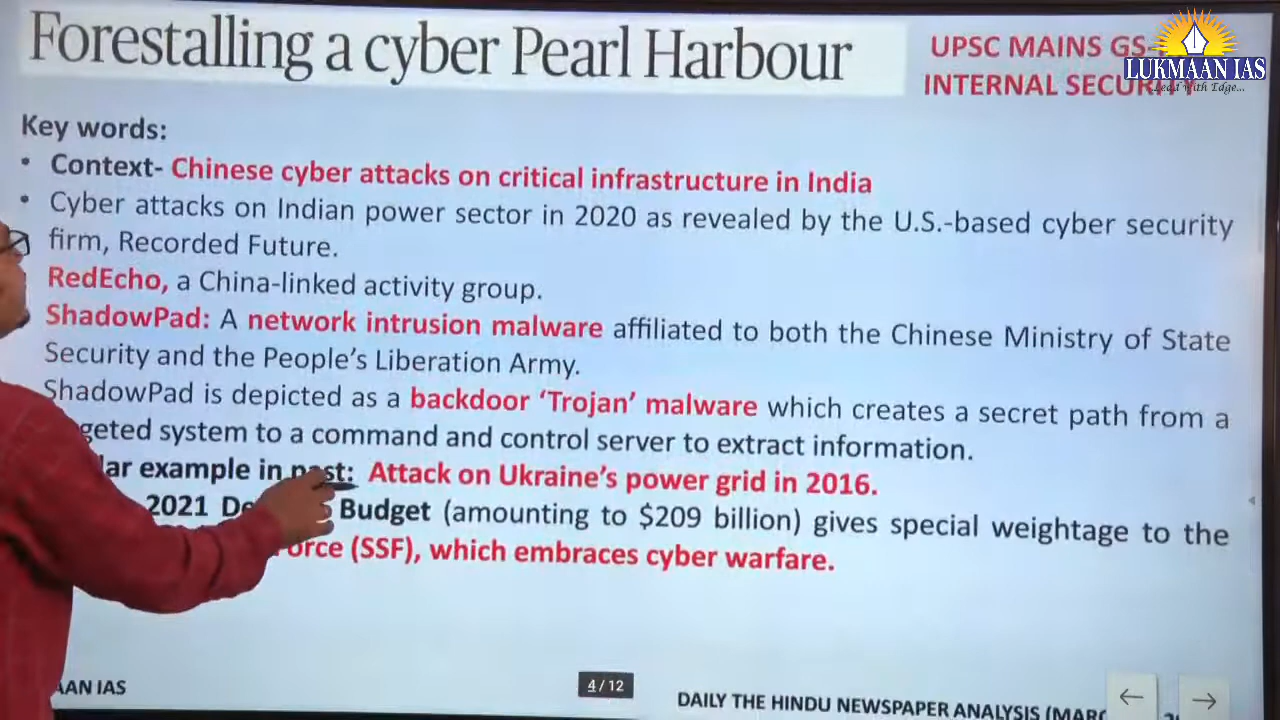 Forestalling a cyber Pearl Harbour
UPSC MAINS GS-
INTERNAL SECURITY
LUKMAAN IAS
...Lead with Edge...
Key words:
• Context- Chinese cyber attacks on critical infrastructure in India
• Cyber attacks on Indian power sector in 2020 as revealed by the U.S.-based cyber security
firm, Recorded Future.
RedEcho, a China-linked activity group.
ShadowPad: A network intrusion malware affiliated to both the Chinese Ministry of State
Security and the People's Liberation Army.
ShadowPad is depicted as a backdoor 'Trojan' malware which creates a secret path from a
geted system to a command and control server to extract information.
lar example in past: Attack on Ukraine's power grid in 2016.
2021 De Budget (amounting to $209 billion) gives special weightage to the
orce (SSF), which embraces cyber warfare.
AAN IAS
4/12
DAILY THE HINDU NEWSPAPER ANALYSIS (MARC